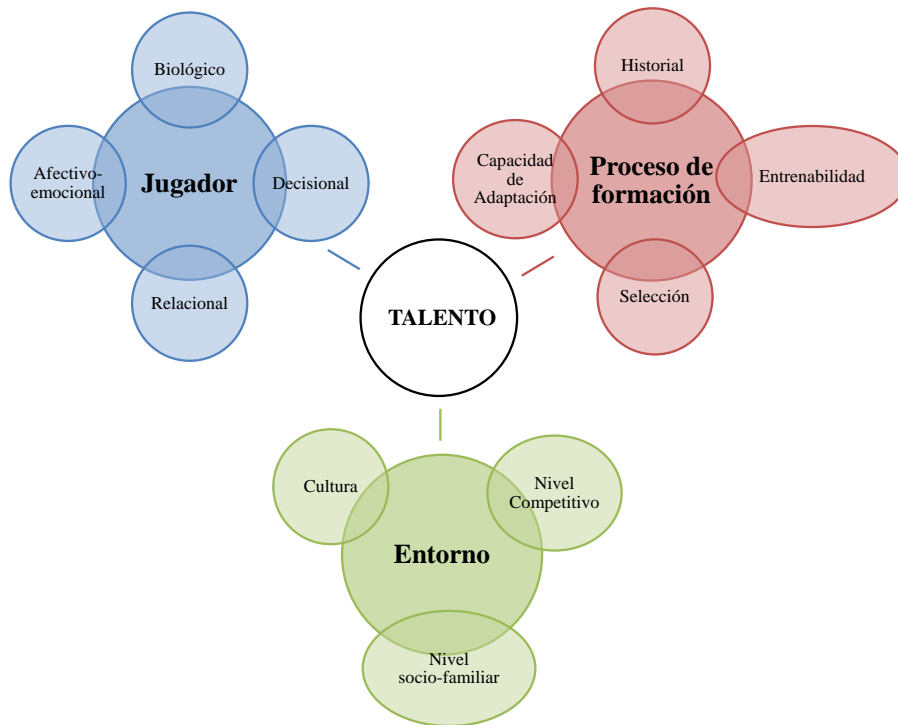 Biológico
Afectivo-
emocional
Jugador
Decisional
Relacional
Historial
Capacidad
de
Adaptación
Proceso de
formación
Entrenabilidad
Selección
TALENTO
Cultura
Nivel
Competitivo
Entorno
Nivel
socio-familiar